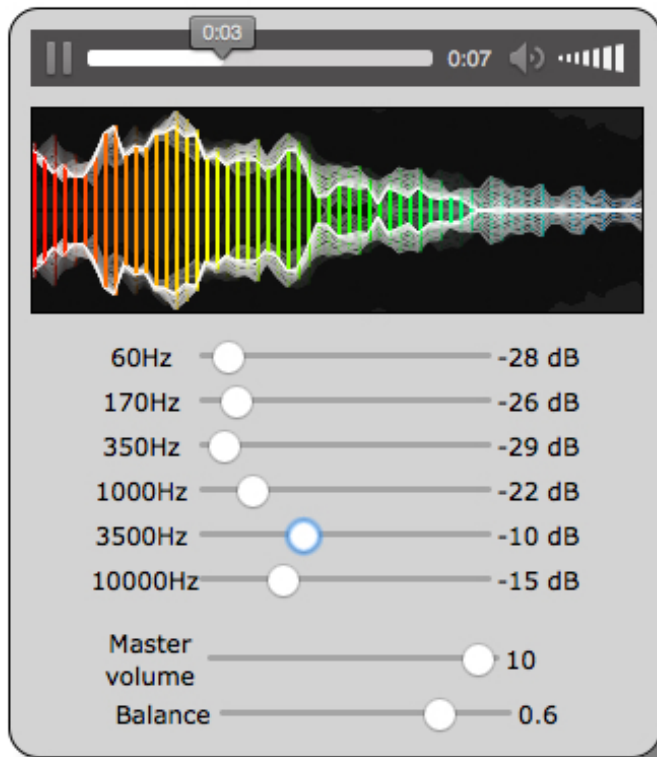 0:03
0:07
60Hz -28 dB
170Hz -26 dB
350Hz -29 dB
1000Hz -22 dB
3500Hz -10 dB
10000Hz -15 dB
Master
volume 10
Balance 0.6